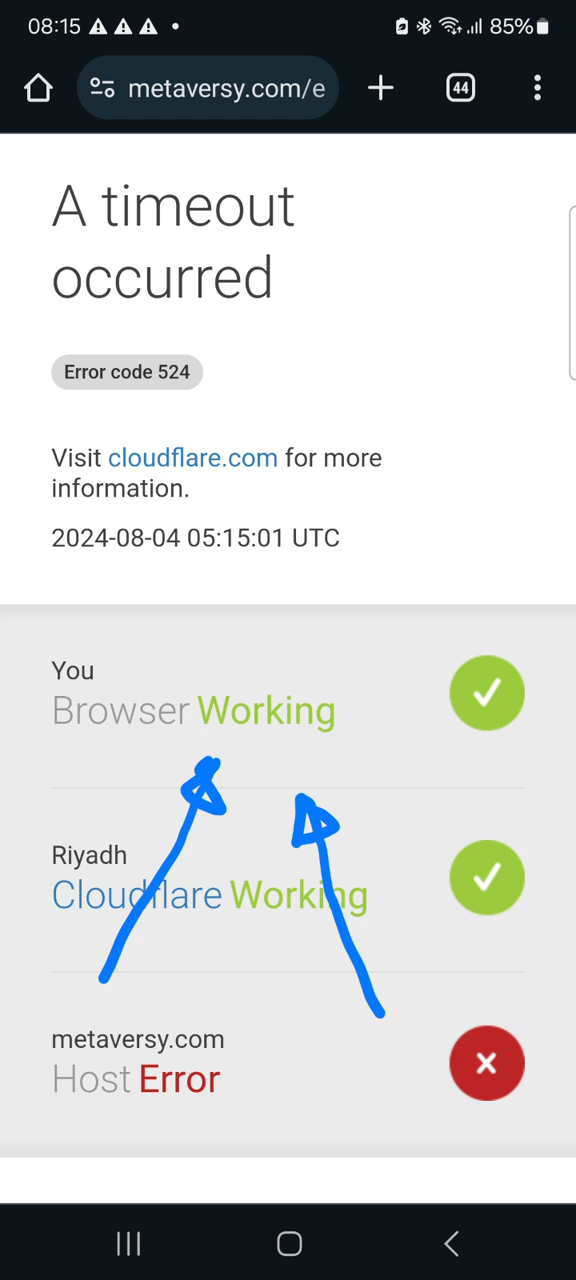 08:15
85%
metaversy.com/e
44
A timeout
occurred
Error code 524
Visit cloudflare.com for more
information.
2024-08-04 05:15:01 UTC
You
Browser Working
Riyadh
Cloudflare Working
metaversy.com
Host Error